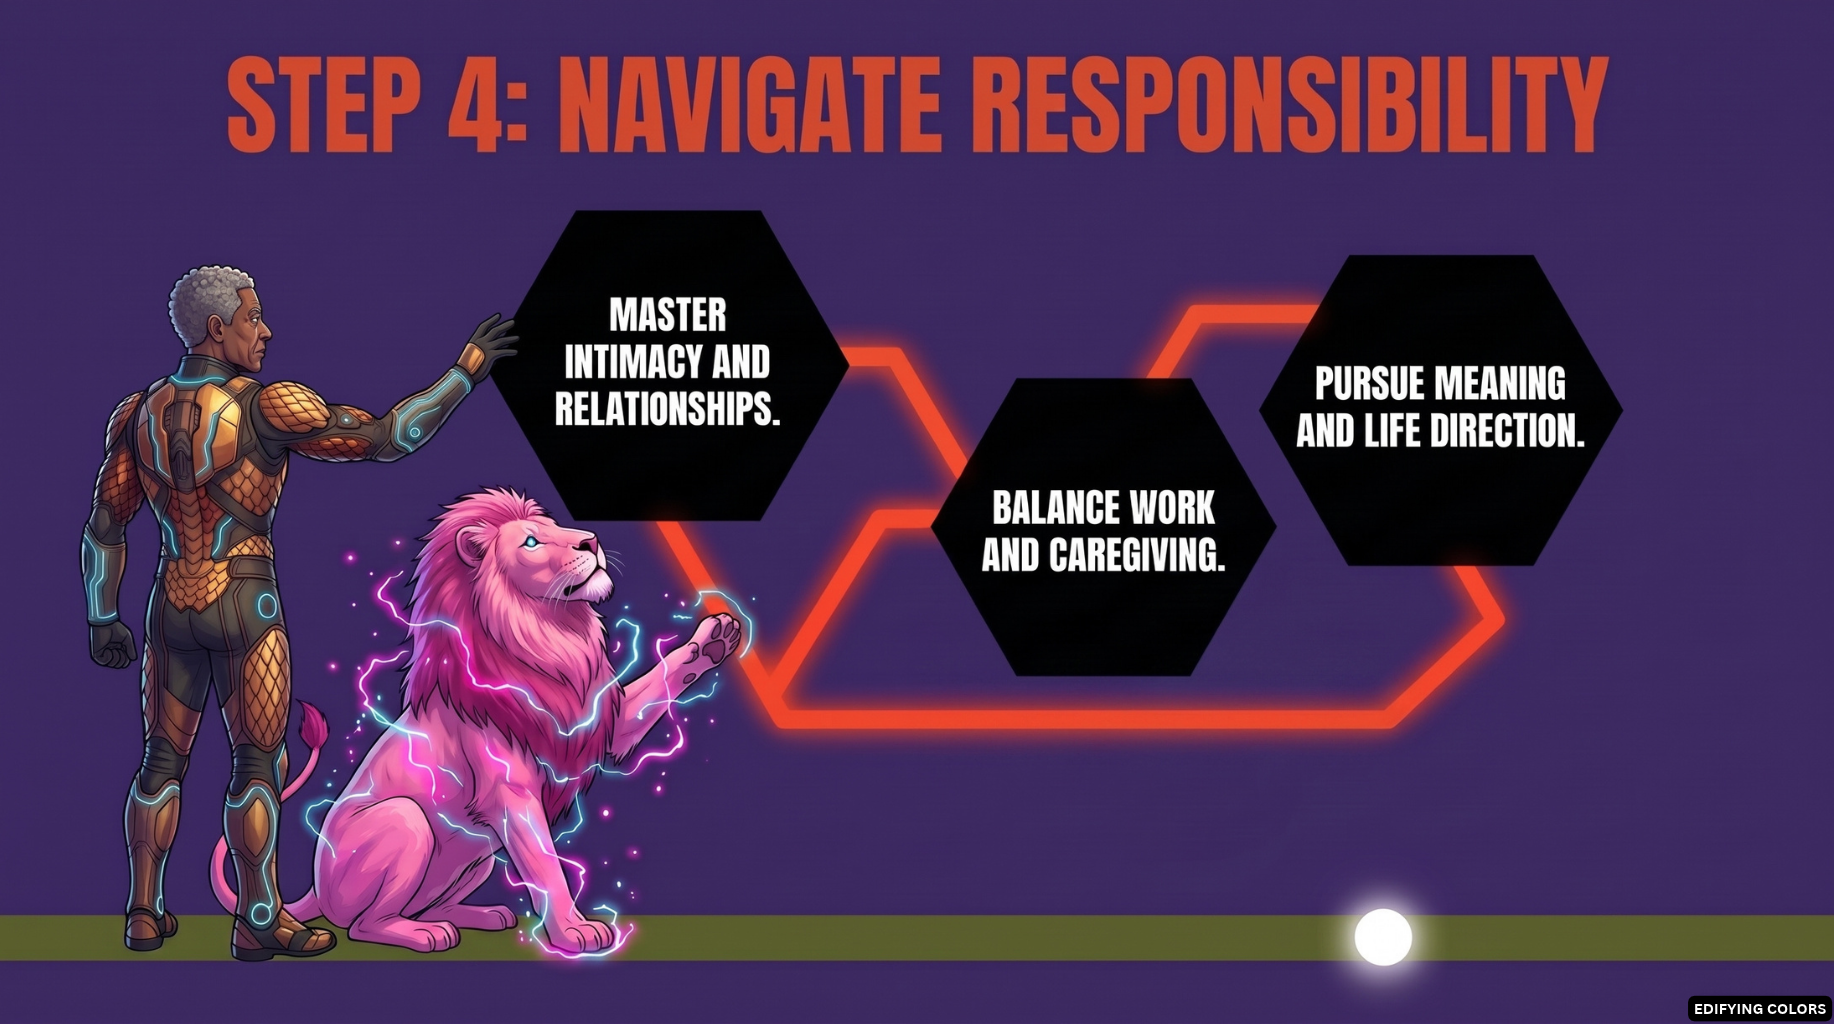 STEP 4: NAVIGATE RESPONSIBILITY
MASTER
INTIMACY AND
RELATIONSHIPS.
BALANCE WORK
AND CAREGIVING.
PURSUE MEANING
AND LIFE DIRECTION.
EDIFYING COLORS